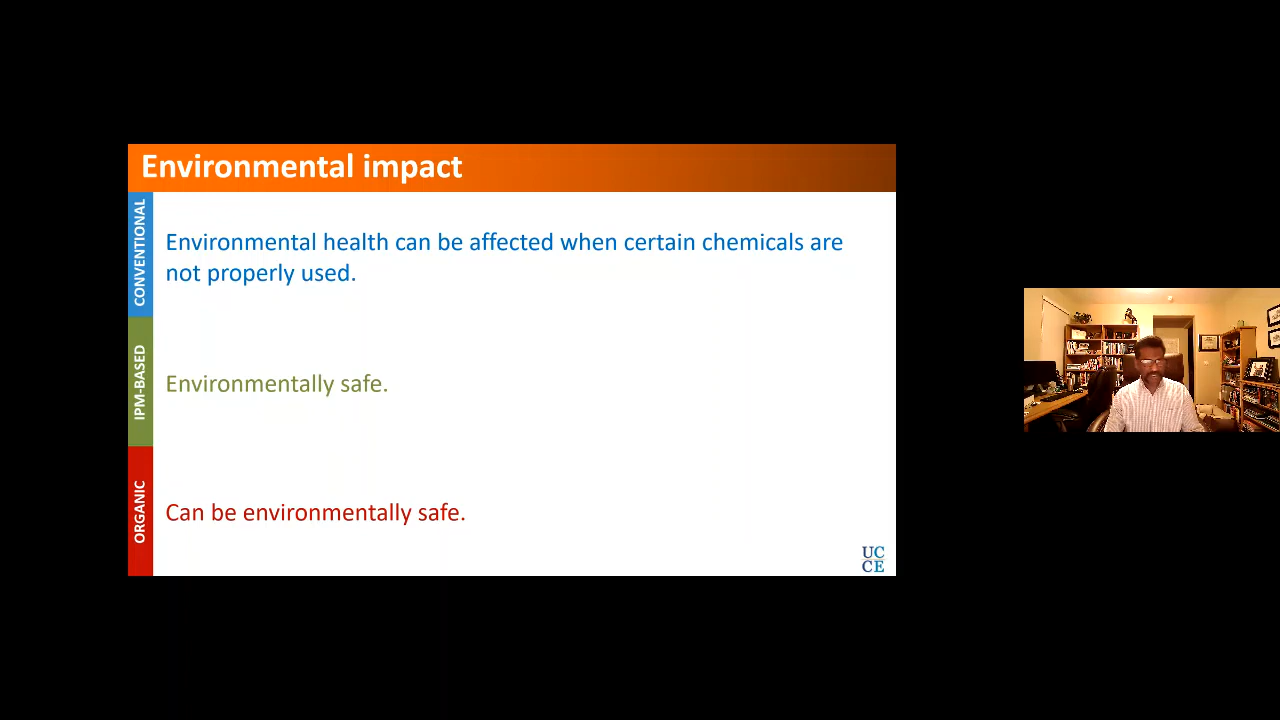 Environmental impact
CONVENTIONAL
Environmental health can be affected when certain chemicals are
not properly used.
IPM-BASED
Environmentally safe.
ORGANIC
Can be environmentally safe.
UC
CE